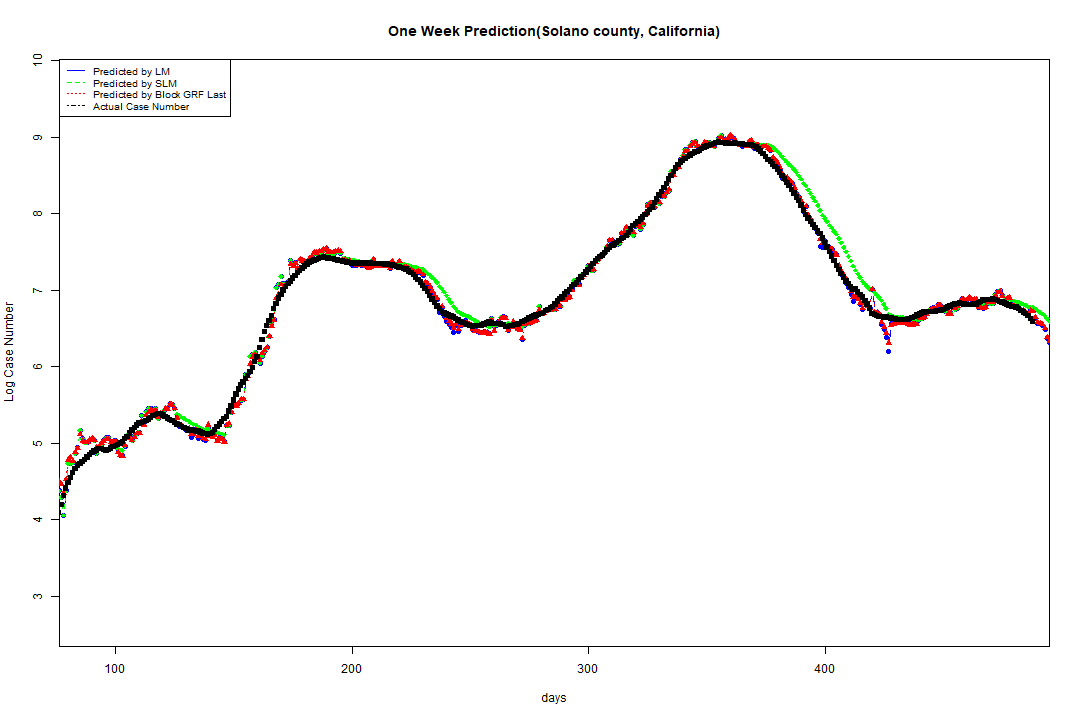 One Week Prediction(Solano county, California)
Predicted by LM
Predicted by SLM
Predicted by Block GRF Last
Actual Case Number
10
9
8
7
6
5
4
3
Log Case Number
100
200
300
400
days